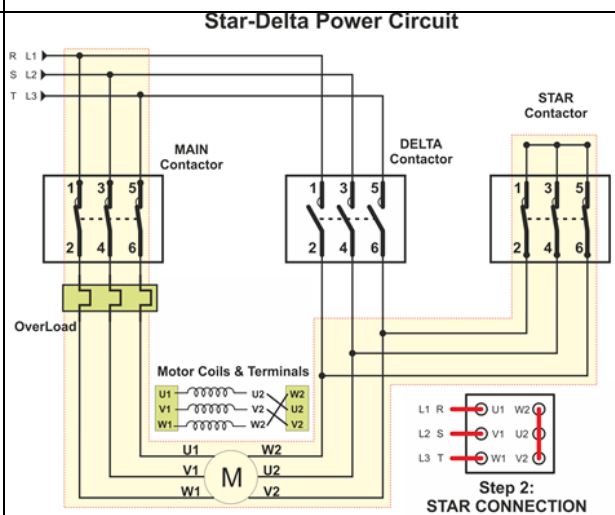 Star-Delta Power Circuit
R L1
S L2
T L3
MAIN
Contactor
DELTA
Contactor
STAR
Contactor
1 3 5
2 4 6
1 3 5
2 4 6
1 3 5
2 4 6
OverLoad
Motor Coils & Terminals
U1 U2 W2
V1 V2 U2
W1 W2 V2
U1 W2
V1 U2
W1 V2
M
L1 R U1 W2
L2 S V1 U2
L3 T W1 V2
Step 2:
STAR CONNECTION